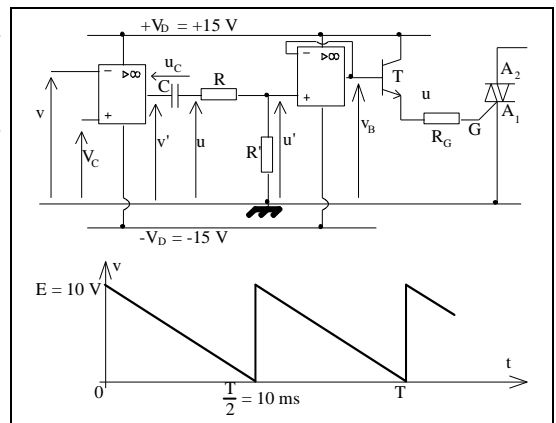 +V_D = +15 V
u_C
C
R
T
u
A_2
A_1
− ∞
+
v
V_C
v'
u
R'
u'
− ∞
+
v_B
R_G
G
-V_D = -15 V
v
E = 10 V
t
0
T/2 = 10 ms
T